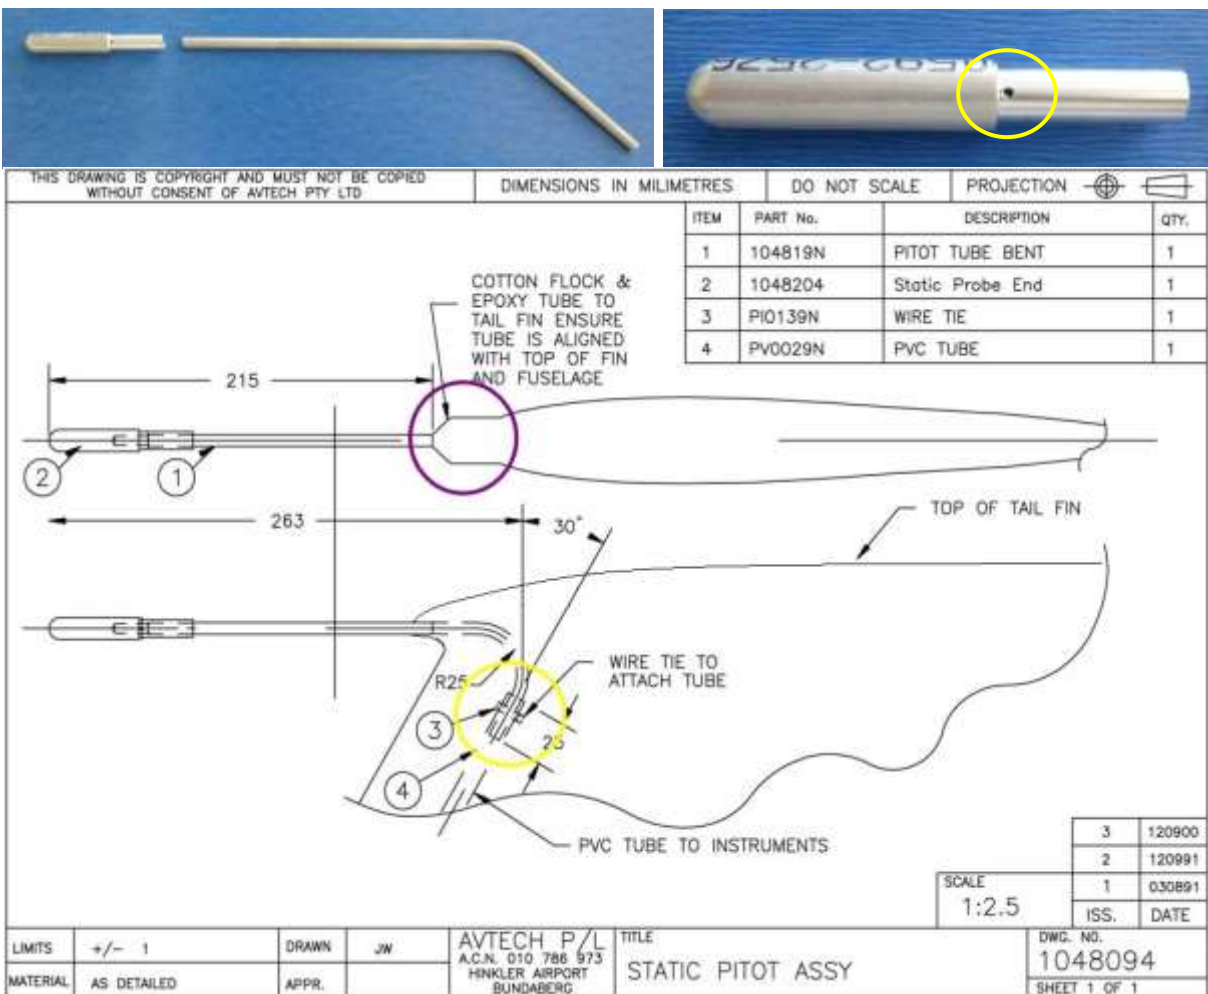 THIS DRAWING IS COPYRIGHT AND MUST NOT BE COPIED
WITHOUT CONSENT OF AVTECH PTY LTD
DIMENSIONS IN MILIMETRES
DO NOT SCALE
PROJECTION
ITEM PART No. DESCRIPTION QTY.
1 104819N PITOT TUBE BENT 1
2 1048204 Static Probe End 1
3 PI0139N WIRE TIE 1
4 PV0029N PVC TUBE 1
COTTON FLOCK &
EPOXY TUBE TO
TAIL FIN ENSURE
TUBE IS ALIGNED
WITH TOP OF FIN
AND FUSELAGE
215
2
1
263
30°
TOP OF TAIL FIN
WIRE TIE TO
ATTACH TUBE
R25
3
25
4
PVC TUBE TO INSTRUMENTS
3 120900
2 120991
1 030891
ISS. DATE
SCALE
1:2.5
LIMITS +/- 1
DRAWN JW
MATERIAL AS DETAILED
APPR.
AVTECH P/L
A.C.N. 010 786 973
HINKLER AIRPORT
BUNDABERG
TITLE
STATIC PITOT ASSY
DWG. NO.
1048094
SHEET 1 OF 1